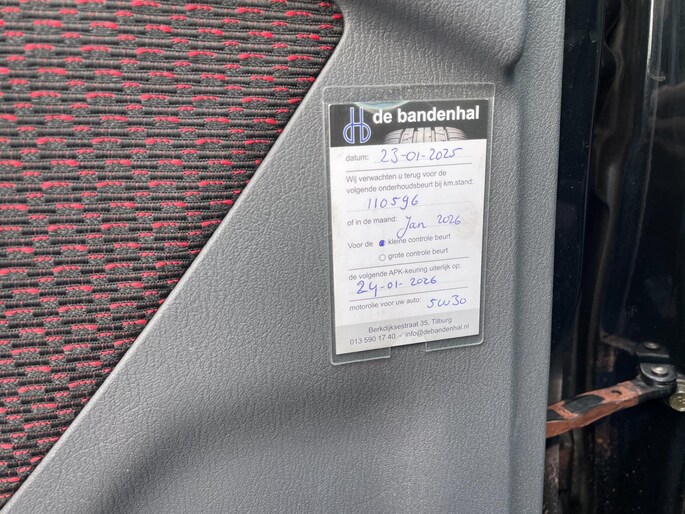 de bandenhal
datum: 23-01-2025
Wij verwachten u terug voor de
volgende onderhoudsbeurt bij km.stand:
110596
of in de maand: Jan 2026
Voor de kleine controle beurt
grote controle beurt
de volgende APK-keuring uiterlijk op:
24-01-2026
motorolie voor uw auto: 5W30
Berkdijksestraat 35, Tilburg
013 590 17 40 - info@debandenhal.nl